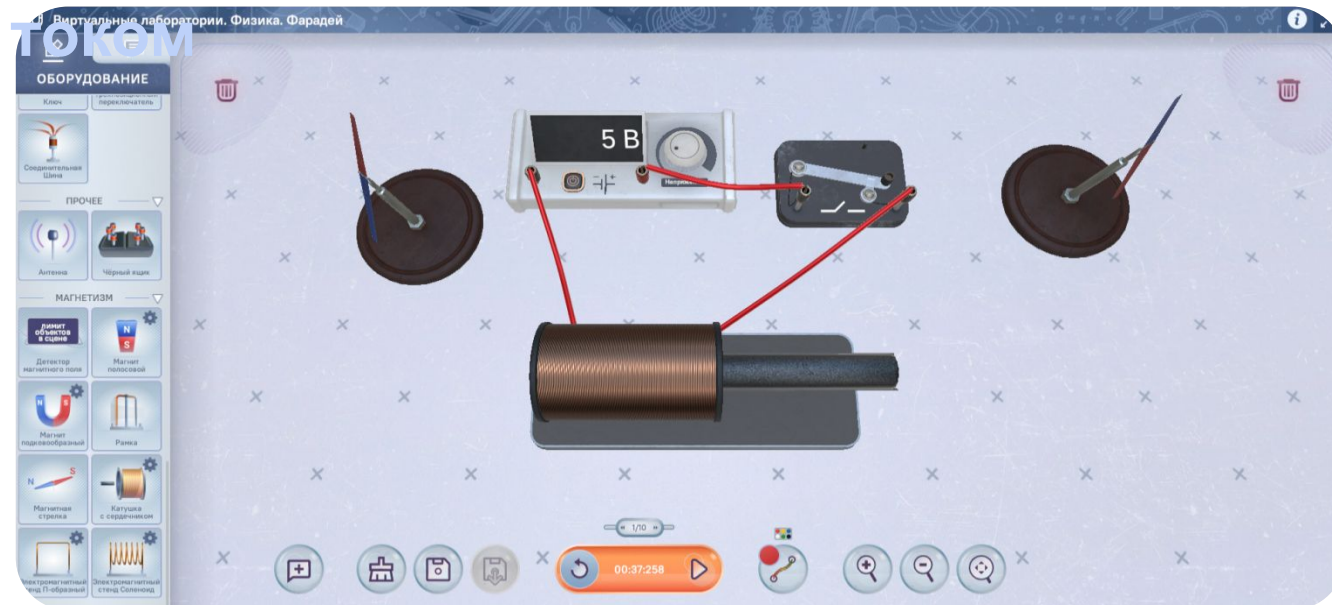 Виртуальные лаборатории. Физика. Фарадей
ТОКОМ
ОБОРУДОВАНИЕ
Ключ
переключатель
Соединительная
Шина
ПРОЧЕЕ
Антенна
Чёрный ящик
МАГНЕТИЗМ
лимит
объектов
в сцене
N
S
Детектор
магнитного поля
Магнит
полосовой
N
S
Магнит
подковообразный
Рамка
N
S
Магнитная
стрелка
Катушка
с сердечником
Электромагнитный
стенд П-образный
Электромагнитный
стенд Соленоид
5 В
1/10
00:37:258